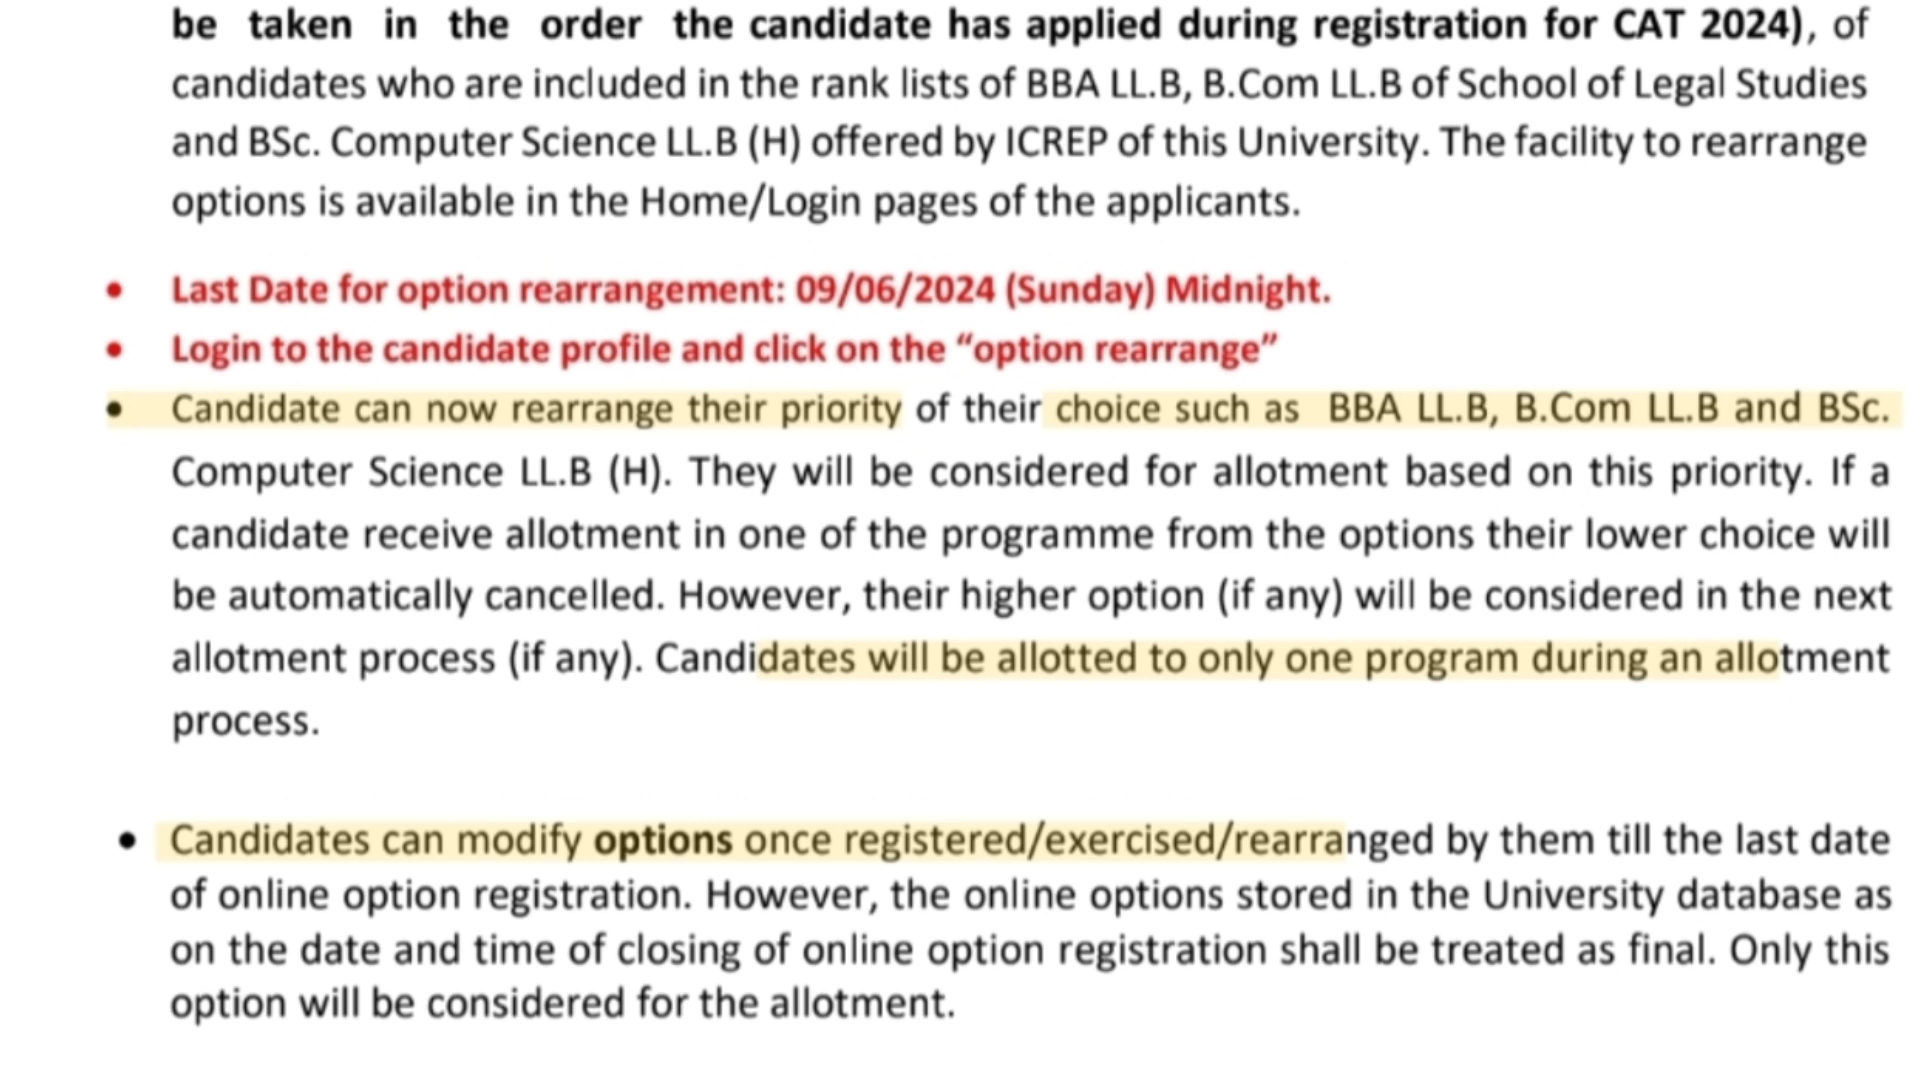 be taken in the order the candidate has applied during registration for CAT 2024), of
candidates who are included in the rank lists of BBA LL.B, B.Com LL.B of School of Legal Studies
and BSc. Computer Science LL.B (H) offered by ICREP of this University. The facility to rearrange
options is available in the Home/Login pages of the applicants.
• Last Date for option rearrangement: 09/06/2024 (Sunday) Midnight.
• Login to the candidate profile and click on the “option rearrange”
• Candidate can now rearrange their priority of their choice such as BBA LL.B, B.Com LL.B and BSc.
Computer Science LL.B (H). They will be considered for allotment based on this priority. If a
candidate receive allotment in one of the programme from the options their lower choice will
be automatically cancelled. However, their higher option (if any) will be considered in the next
allotment process (if any). Candidates will be allotted to only one program during an allotment
process.
• Candidates can modify options once registered/exercised/rearranged by them till the last date
of online option registration. However, the online options stored in the University database as
on the date and time of closing of online option registration shall be treated as final. Only this
option will be considered for the allotment.